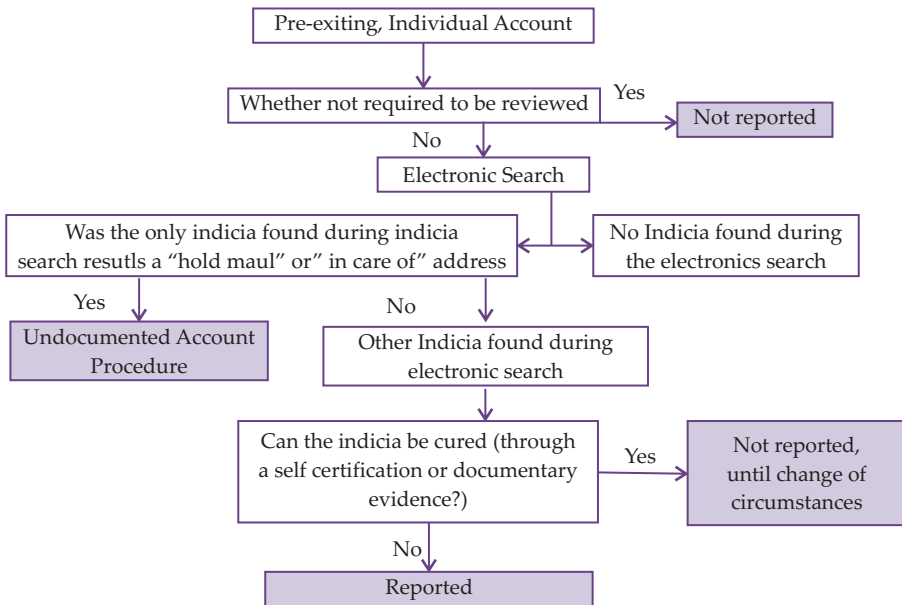 Pre-exiting, Individual Account
Whether not required to be reviewed
Yes
Not reported
No
Electronic Search
Was the only indicia found during indicia
search resutls a “hold maul” or” in care of” address
No Indicia found during
the electronics search
Yes
No
Undocumented Account
Procedure
Other Indicia found during
electronic search
Can the indicia be cured (through
a self certification or documentary
evidence?)
Yes
Not reported,
until change of
circumstances
No
Reported